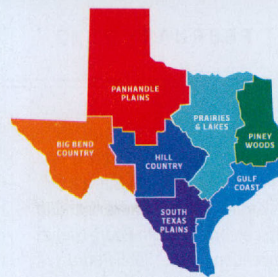 PANHANDLE
PLAINS
PRAIRIES
& LAKES
PINEY
WOODS
BIG BEND
COUNTRY
HILL
COUNTRY
GULF
COAST
SOUTH
TEXAS
PLAINS